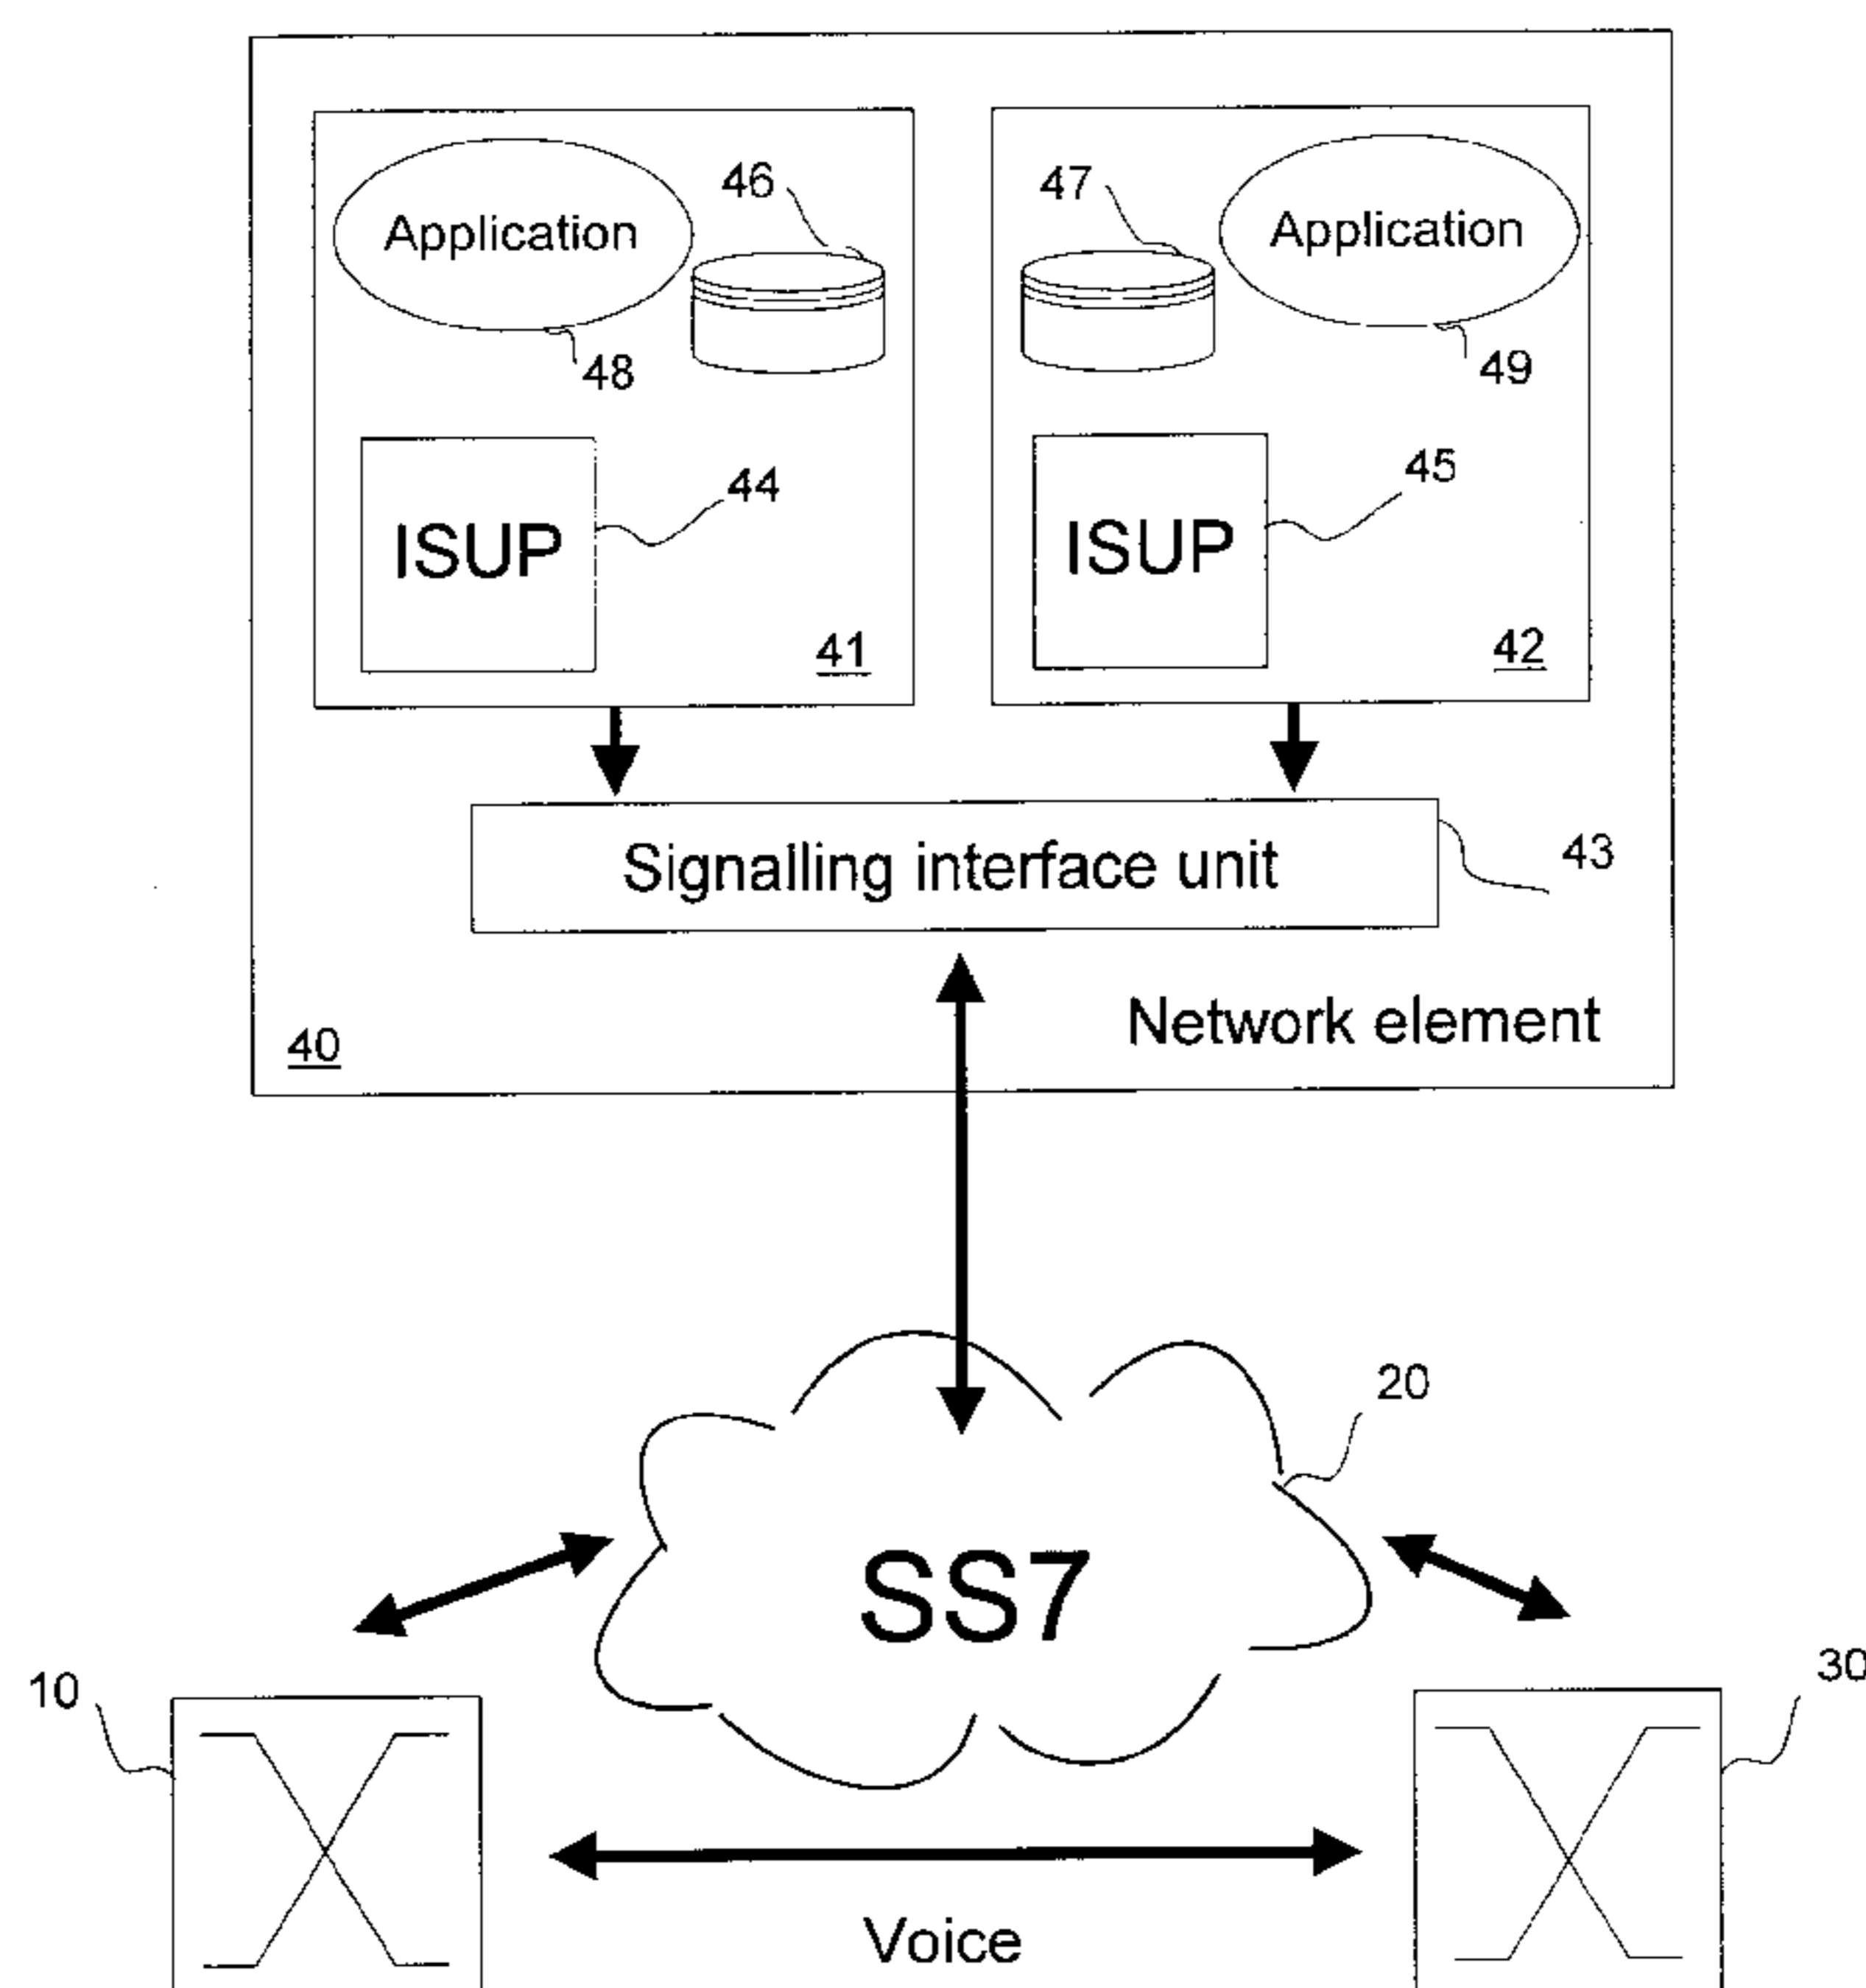 Application
46
47
Application
48
49
ISUP
44
ISUP
45
41
42
Signalling interface unit
43
Network element
40
20
SS7
10
30
Voice